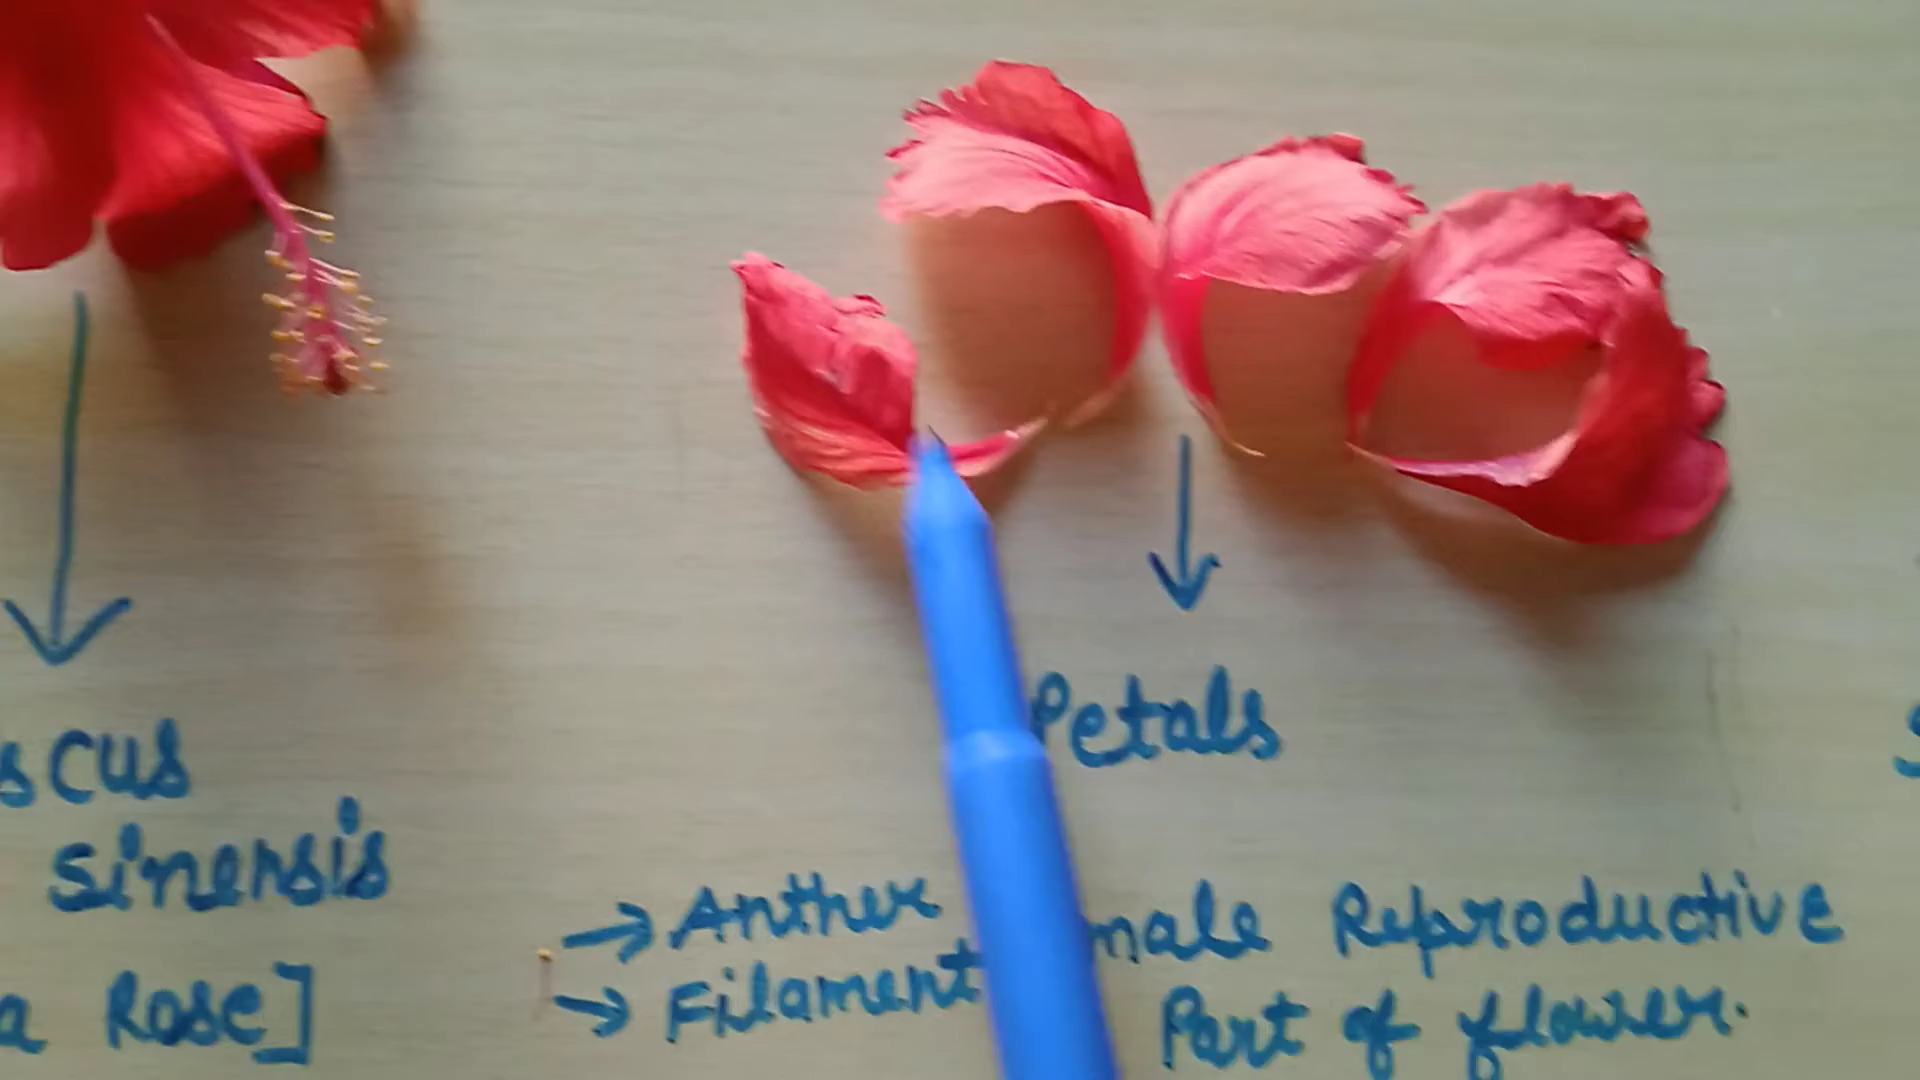 scus
sinensis
a Rose]
Petals
Anther
Filament
male Reproductive
Part of flower.